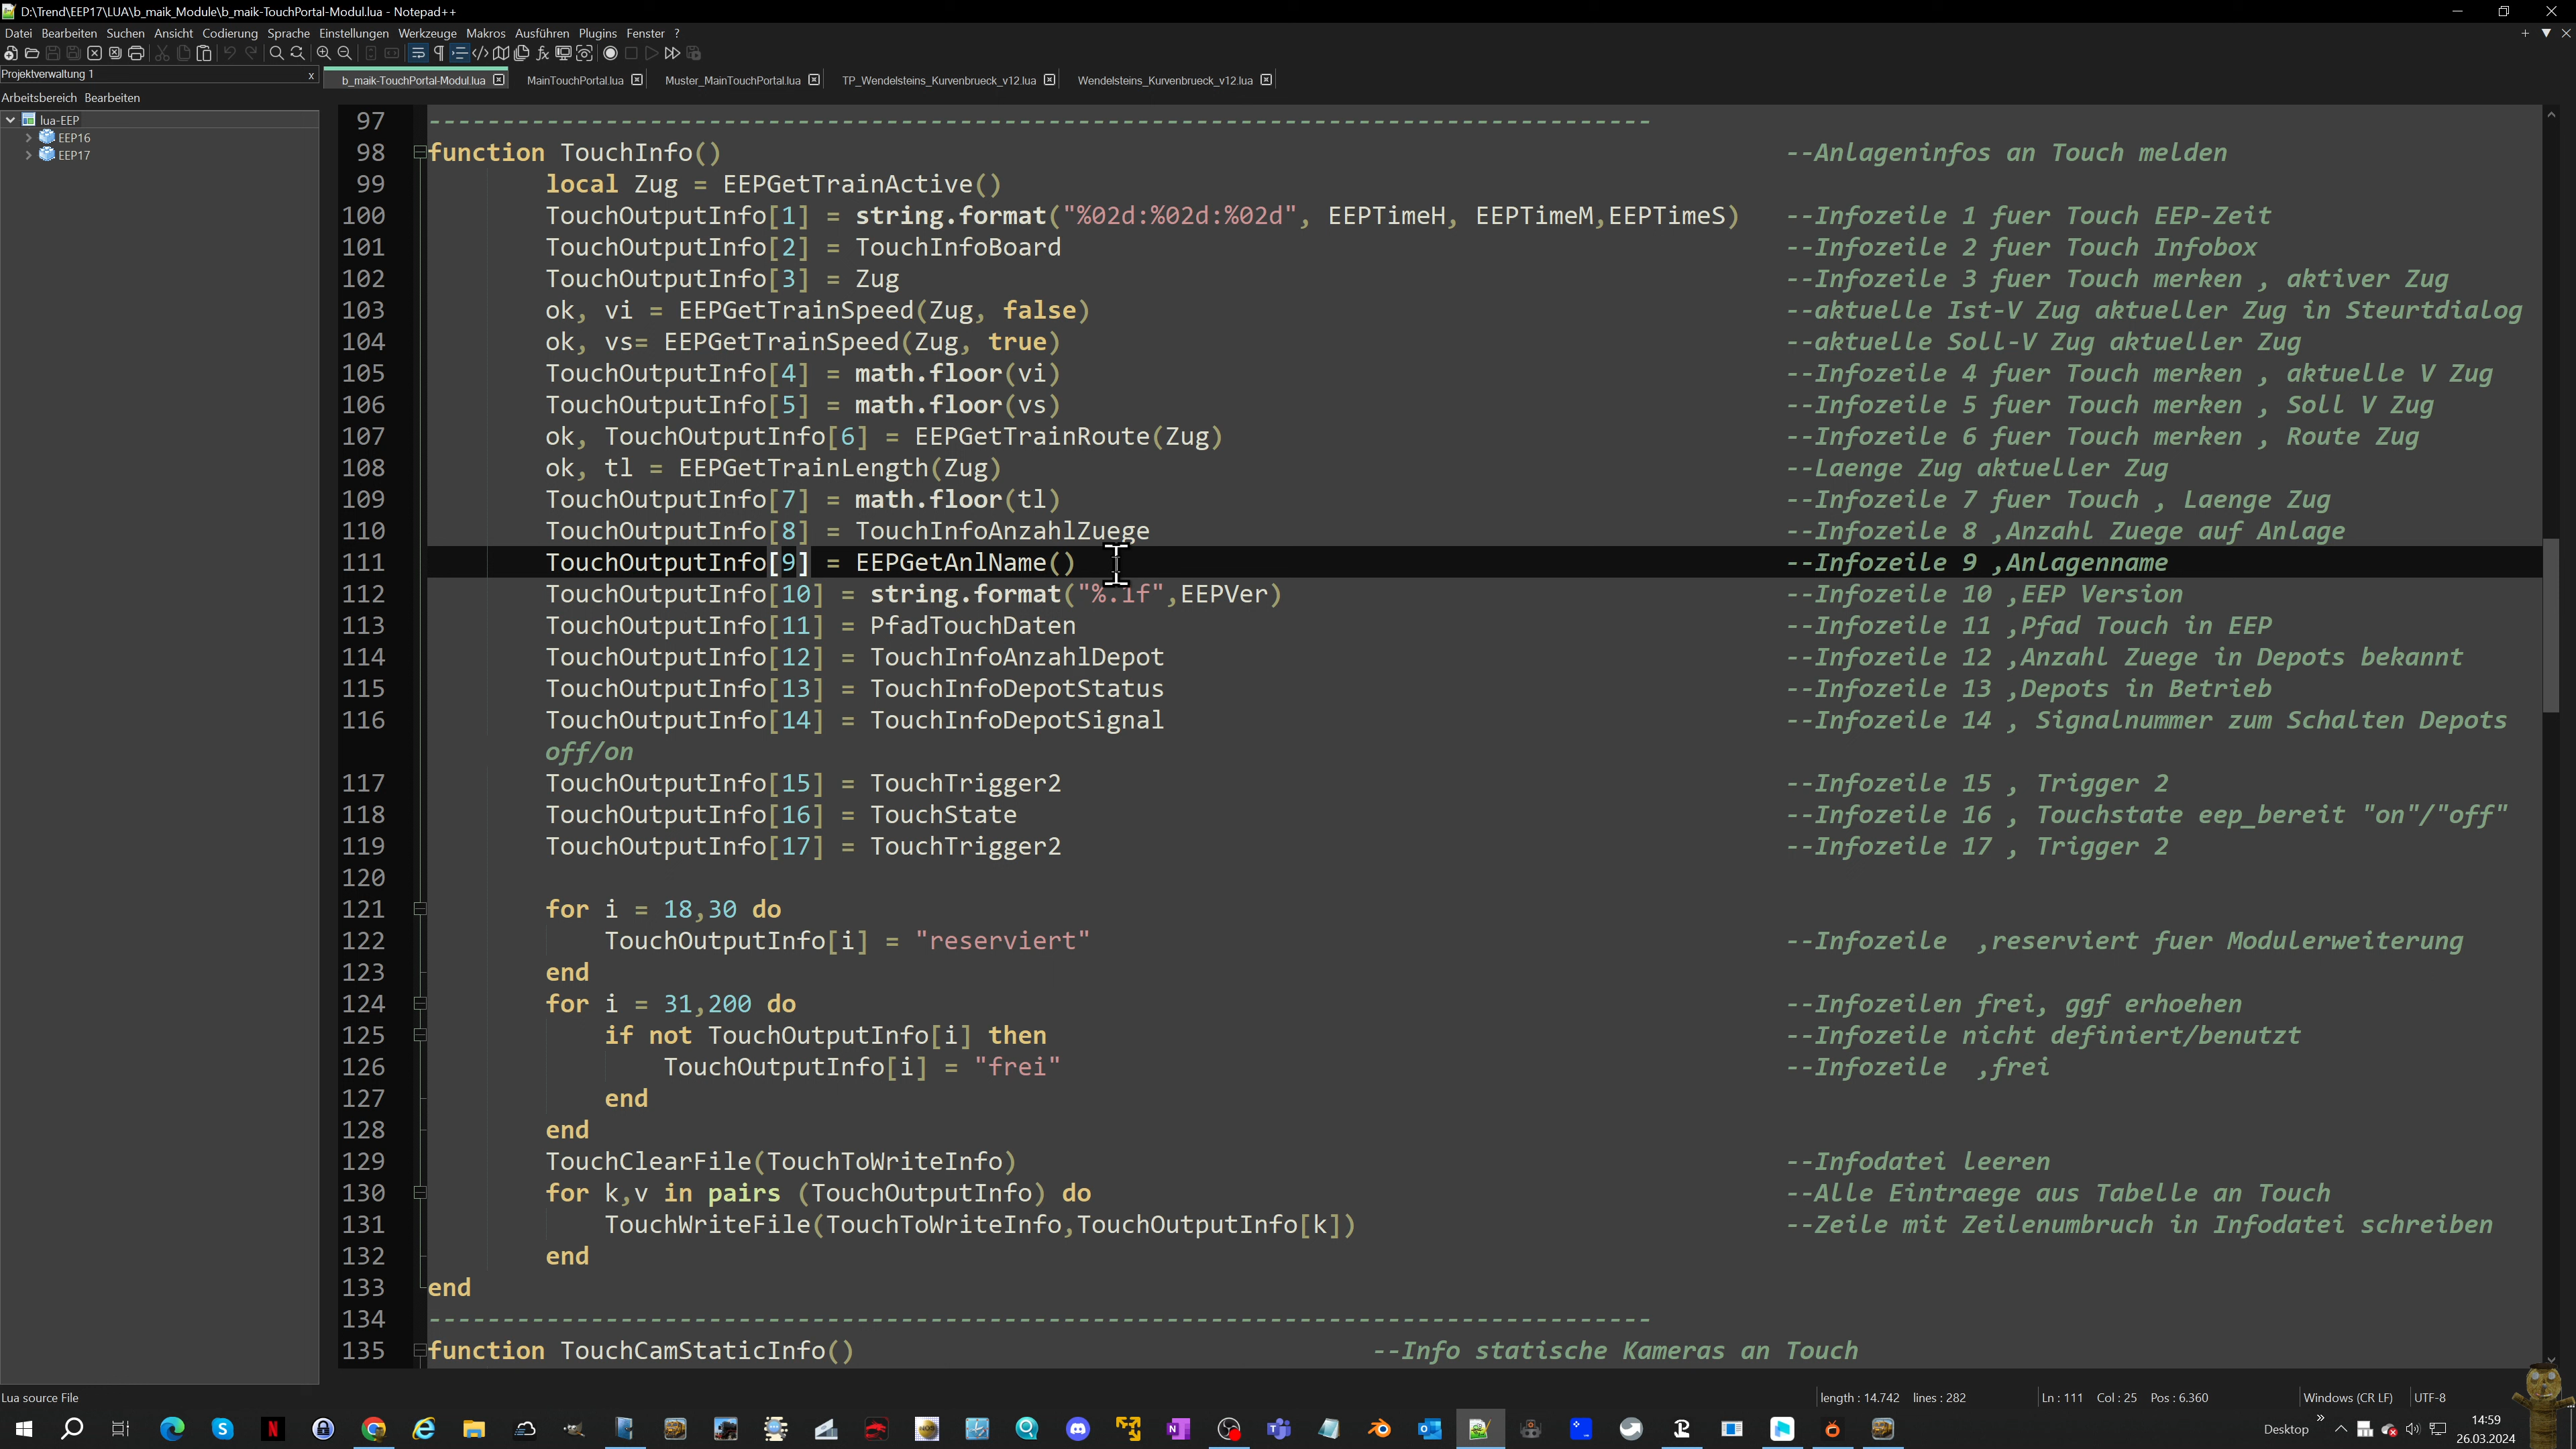 D:\Trend\EEP17\LUA\b_maik_Module\b_maik-TouchPortal-Modul.lua - Notepad++
Datei Bearbeiten Suchen Ansicht Codierung Sprache Einstellungen Werkzeuge Makros Ausführen Plugins Fenster ?
Projektverwaltung 1 x
b_maik-TouchPortal-Modul.lua MainTouchPortal.lua Muster_MainTouchPortal.lua TP_Wendelsteins_Kurvenbrueck_v12.lua Wendelsteins_Kurvenbrueck_v12.lua
Arbeitsbereich Bearbeiten
lua-EEP
EEP16
EEP17
97 -----------------------------------------------------------------------------------
98 function TouchInfo() --Anlageninfos an Touch melden
99 local Zug = EEPGetTrainActive()
100 TouchOutputInfo[1] = string.format("%02d:%02d:%02d", EEPTimeH, EEPTimeM,EEPTimeS) --Infozeile 1 fuer Touch EEP-Zeit
101 TouchOutputInfo[2] = TouchInfoBoard --Infozeile 2 fuer Touch Infobox
102 TouchOutputInfo[3] = Zug --Infozeile 3 fuer Touch merken , aktiver Zug
103 ok, vi = EEPGetTrainSpeed(Zug, false) --aktuelle Ist-V Zug aktueller Zug in Steurtdialog
104 ok, vs= EEPGetTrainSpeed(Zug, true) --aktuelle Soll-V Zug aktueller Zug
105 TouchOutputInfo[4] = math.floor(vi) --Infozeile 4 fuer Touch merken , aktuelle V Zug
106 TouchOutputInfo[5] = math.floor(vs) --Infozeile 5 fuer Touch merken , Soll V Zug
107 ok, TouchOutputInfo[6] = EEPGetTrainRoute(Zug) --Infozeile 6 fuer Touch merken , Route Zug
108 ok, tl = EEPGetTrainLength(Zug) --Laenge Zug aktueller Zug
109 TouchOutputInfo[7] = math.floor(tl) --Infozeile 7 fuer Touch , Laenge Zug
110 TouchOutputInfo[8] = TouchInfoAnzahlZuege --Infozeile 8 ,Anzahl Zuege auf Anlage
111 TouchOutputInfo[9] = EEPGetAnlName() --Infozeile 9 ,Anlagenname
112 TouchOutputInfo[10] = string.format("%.1f",EEPVer) --Infozeile 10 ,EEP Version
113 TouchOutputInfo[11] = PfadTouchDaten --Infozeile 11 ,Pfad Touch in EEP
114 TouchOutputInfo[12] = TouchInfoAnzahlDepot --Infozeile 12 ,Anzahl Zuege in Depots bekannt
115 TouchOutputInfo[13] = TouchInfoDepotStatus --Infozeile 13 ,Depots in Betrieb
116 TouchOutputInfo[14] = TouchInfoDepotSignal --Infozeile 14 , Signalnummer zum Schalten Depots
off/on
117 TouchOutputInfo[15] = TouchTrigger2 --Infozeile 15 , Trigger 2
118 TouchOutputInfo[16] = TouchState --Infozeile 16 , Touchstate eep_bereit "on"/"off"
119 TouchOutputInfo[17] = TouchTrigger2 --Infozeile 17 , Trigger 2
120
121 for i = 18,30 do
122 TouchOutputInfo[i] = "reserviert" --Infozeile ,reserviert fuer Modulerweiterung
123 end
124 for i = 31,200 do --Infozeilen frei, ggf erhoehen
125 if not TouchOutputInfo[i] then --Infozeile nicht definiert/benutzt
126 TouchOutputInfo[i] = "frei" --Infozeile ,frei
127 end
128 end
129 TouchClearFile(TouchToWriteInfo) --Infodatei leeren
130 for k,v in pairs (TouchOutputInfo) do --Alle Eintraege aus Tabelle an Touch
131 TouchWriteFile(TouchToWriteInfo,TouchOutputInfo[k]) --Zeile mit Zeilenumbruch in Infodatei schreiben
132 end
133 end
134 -----------------------------------------------------------------------------------
135 function TouchCamStaticInfo() --Info statische Kameras an Touch
Lua source File length : 14.742 lines : 282 Ln : 111 Col : 25 Pos : 6.360 Windows (CR LF) UTF-8
Desktop 14:59
26.03.2024